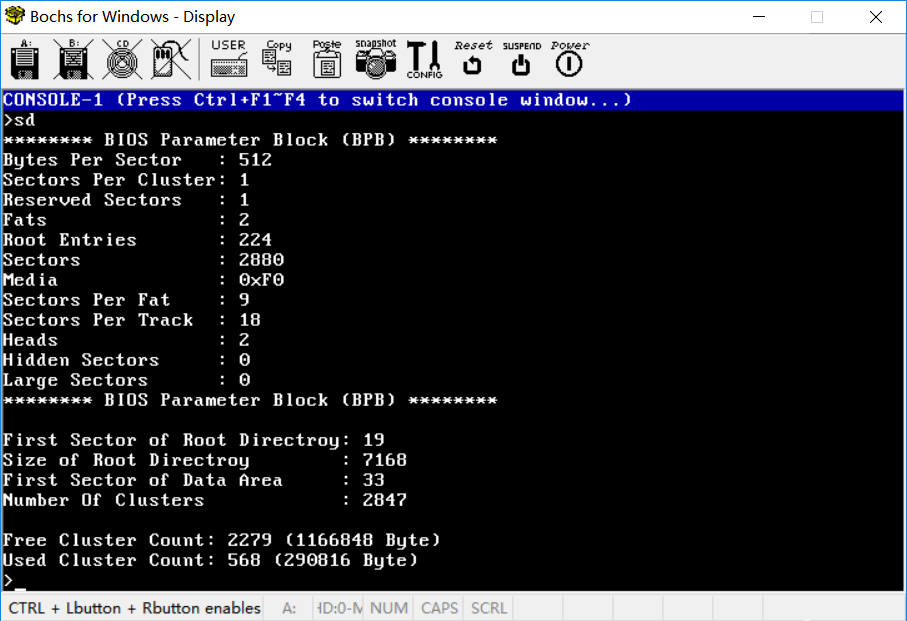 Bochs for Windows - Display
A: B: CD USER Copy Poste snapshot CONFIG Reset SUSPEND Power
CONSOLE-1 (Press Ctrl+F1~F4 to switch console window...)
>sd
******** BIOS Parameter Block (BPB) ********
Bytes Per Sector   : 512
Sectors Per Cluster: 1
Reserved Sectors   : 1
Fats               : 2
Root Entries       : 224
Sectors            : 2880
Media              : 0xF0
Sectors Per Fat    : 9
Sectors Per Track  : 18
Heads              : 2
Hidden Sectors     : 0
Large Sectors      : 0
******** BIOS Parameter Block (BPB) ********
First Sector of Root Directroy: 19
Size of Root Directroy        : 7168
First Sector of Data Area     : 33
Number Of Clusters            : 2847
Free Cluster Count: 2279 (1166848 Byte)
Used Cluster Count: 568 (290816 Byte)
>_
CTRL + Lbutton + Rbutton enables A: HD:0-M NUM CAPS SCRL